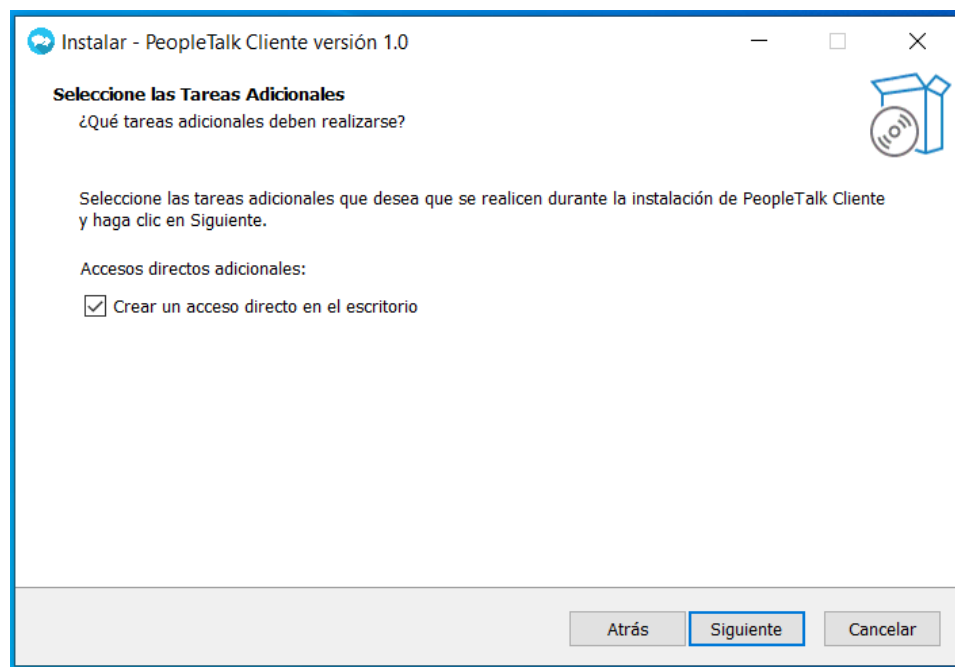 Instalar - PeopleTalk Cliente versión 1.0
Seleccione las Tareas Adicionales
¿Qué tareas adicionales deben realizarse?
Seleccione las tareas adicionales que desea que se realicen durante la instalación de PeopleTalk Cliente
y haga clic en Siguiente.
Accesos directos adicionales:
Crear un acceso directo en el escritorio
Atrás Siguiente Cancelar